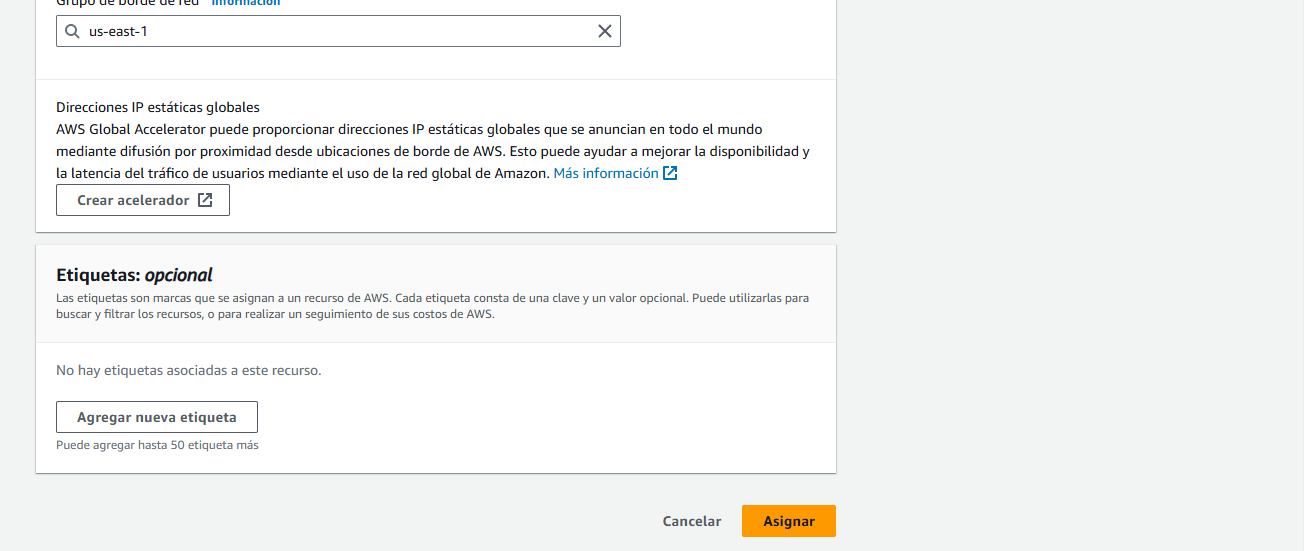 Grupo de borde de red Información
us-east-1
Direcciones IP estáticas globales
AWS Global Accelerator puede proporcionar direcciones IP estáticas globales que se anuncian en todo el mundo
mediante difusión por proximidad desde ubicaciones de borde de AWS. Esto puede ayudar a mejorar la disponibilidad y
la latencia del tráfico de usuarios mediante el uso de la red global de Amazon. Más información
Crear acelerador
Etiquetas: opcional
Las etiquetas son marcas que se asignan a un recurso de AWS. Cada etiqueta consta de una clave y un valor opcional. Puede utilizarlas para
buscar y filtrar los recursos, o para realizar un seguimiento de sus costos de AWS.
No hay etiquetas asociadas a este recurso.
Agregar nueva etiqueta
Puede agregar hasta 50 etiqueta más
Cancelar
Asignar